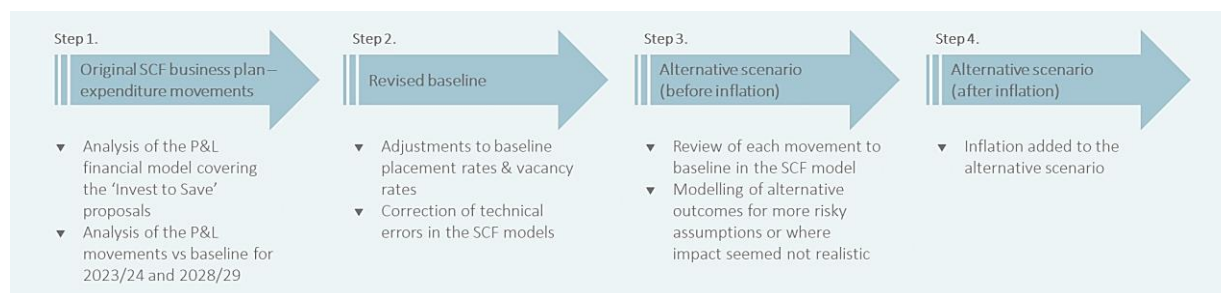 Step 1.
Original SCF business plan –
expenditure movements
▼ Analysis of the P&L
financial model covering
the ‘Invest to Save’
proposals
▼ Analysis of the P&L
movements vs baseline for
2023/24 and 2028/29
Step 2.
Revised baseline
▼ Adjustments to baseline
placement rates & vacancy
rates
▼ Correction of technical
errors in the SCF models
Step 3.
Alternative scenario
(before inflation)
▼ Review of each movement to
baseline in the SCF model
▼ Modelling of alternative
outcomes for more risky
assumptions or where
impact seemed not realistic
Step 4.
Alternative scenario
(after inflation)
▼ Inflation added to the
alternative scenario